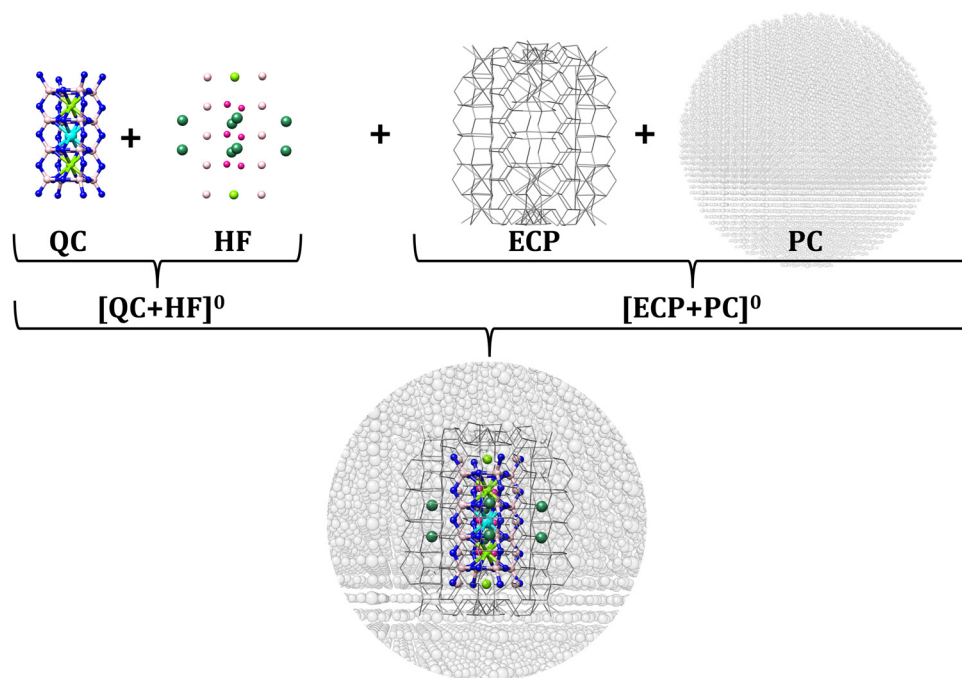 + + +
QC HF ECP PC
[QC+HF]⁰ [ECP+PC]⁰